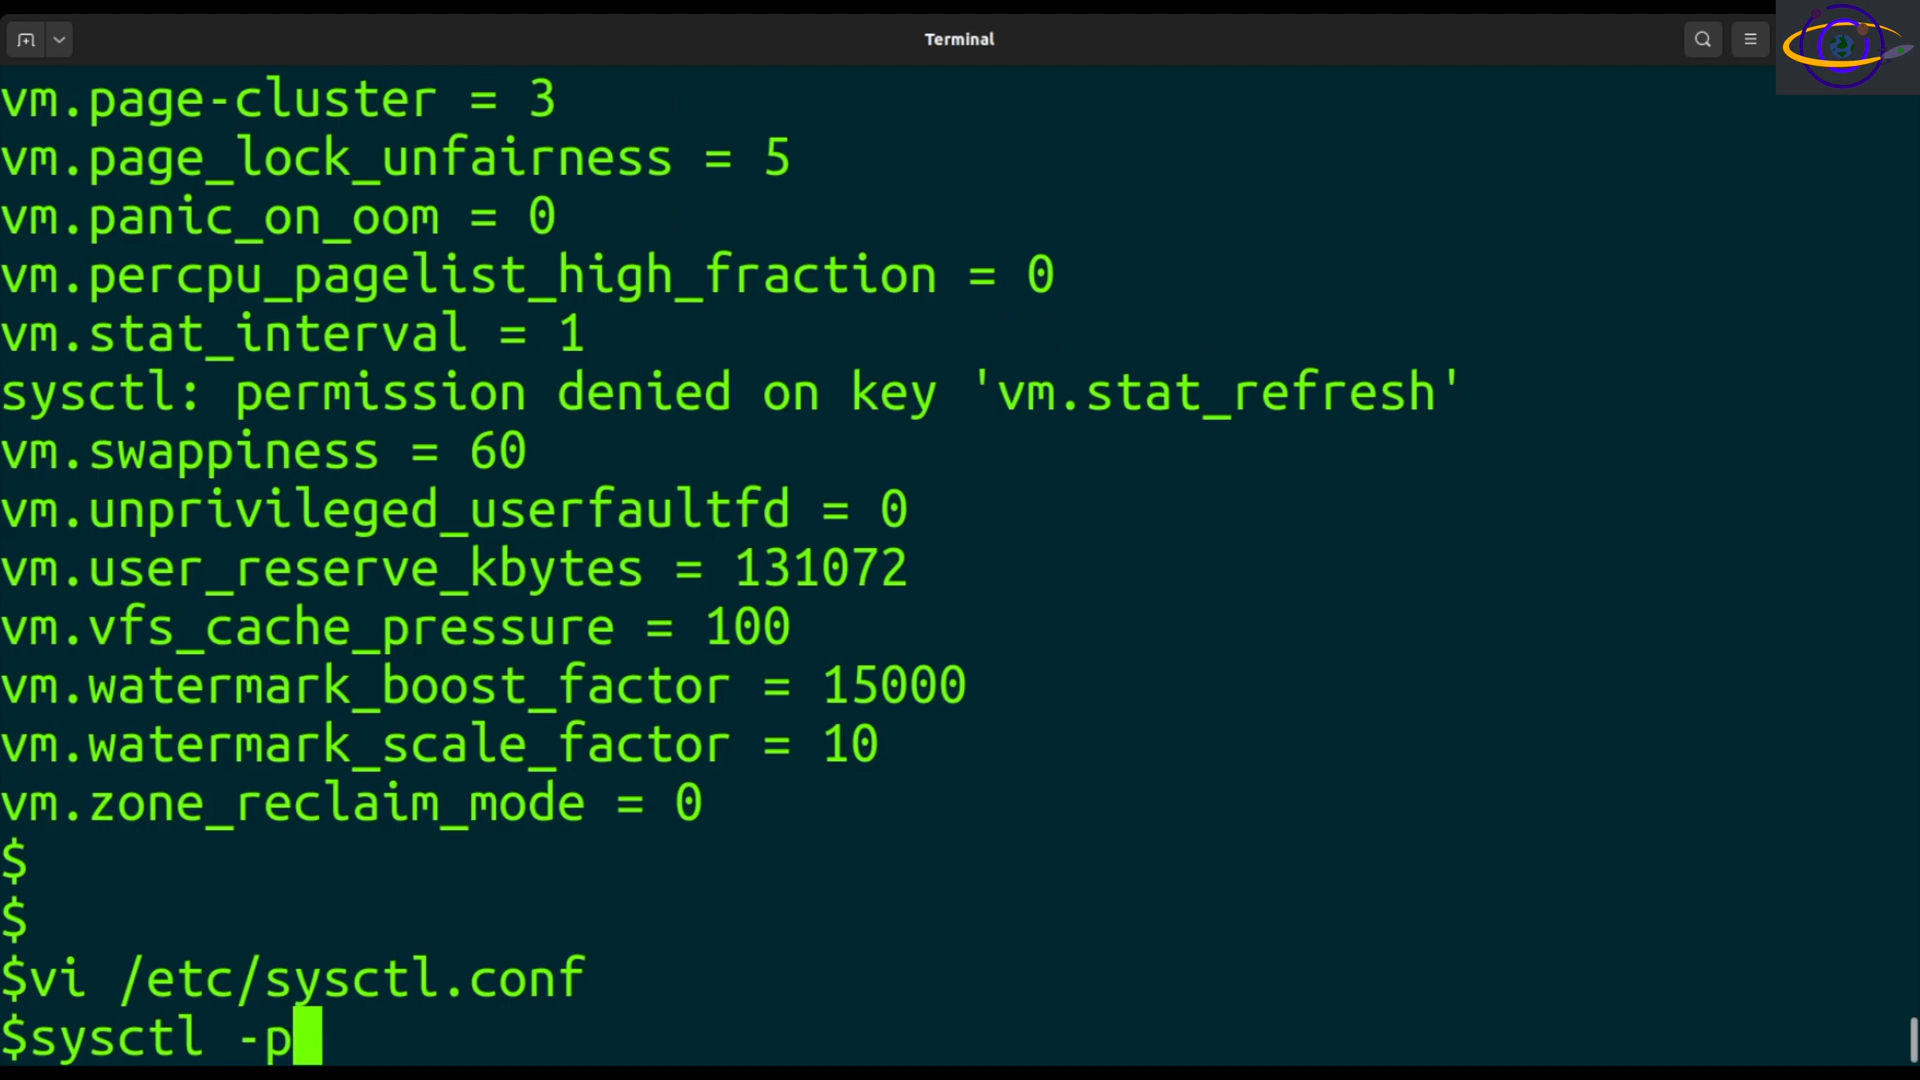 Terminal
vm.page-cluster = 3
vm.page_lock_unfairness = 5
vm.panic_on_oom = 0
vm.percpu_pagelist_high_fraction = 0
vm.stat_interval = 1
sysctl: permission denied on key 'vm.stat_refresh'
vm.swappiness = 60
vm.unprivileged_userfaultfd = 0
vm.user_reserve_kbytes = 131072
vm.vfs_cache_pressure = 100
vm.watermark_boost_factor = 15000
vm.watermark_scale_factor = 10
vm.zone_reclaim_mode = 0
$
$
$vi /etc/sysctl.conf
$sysctl -p